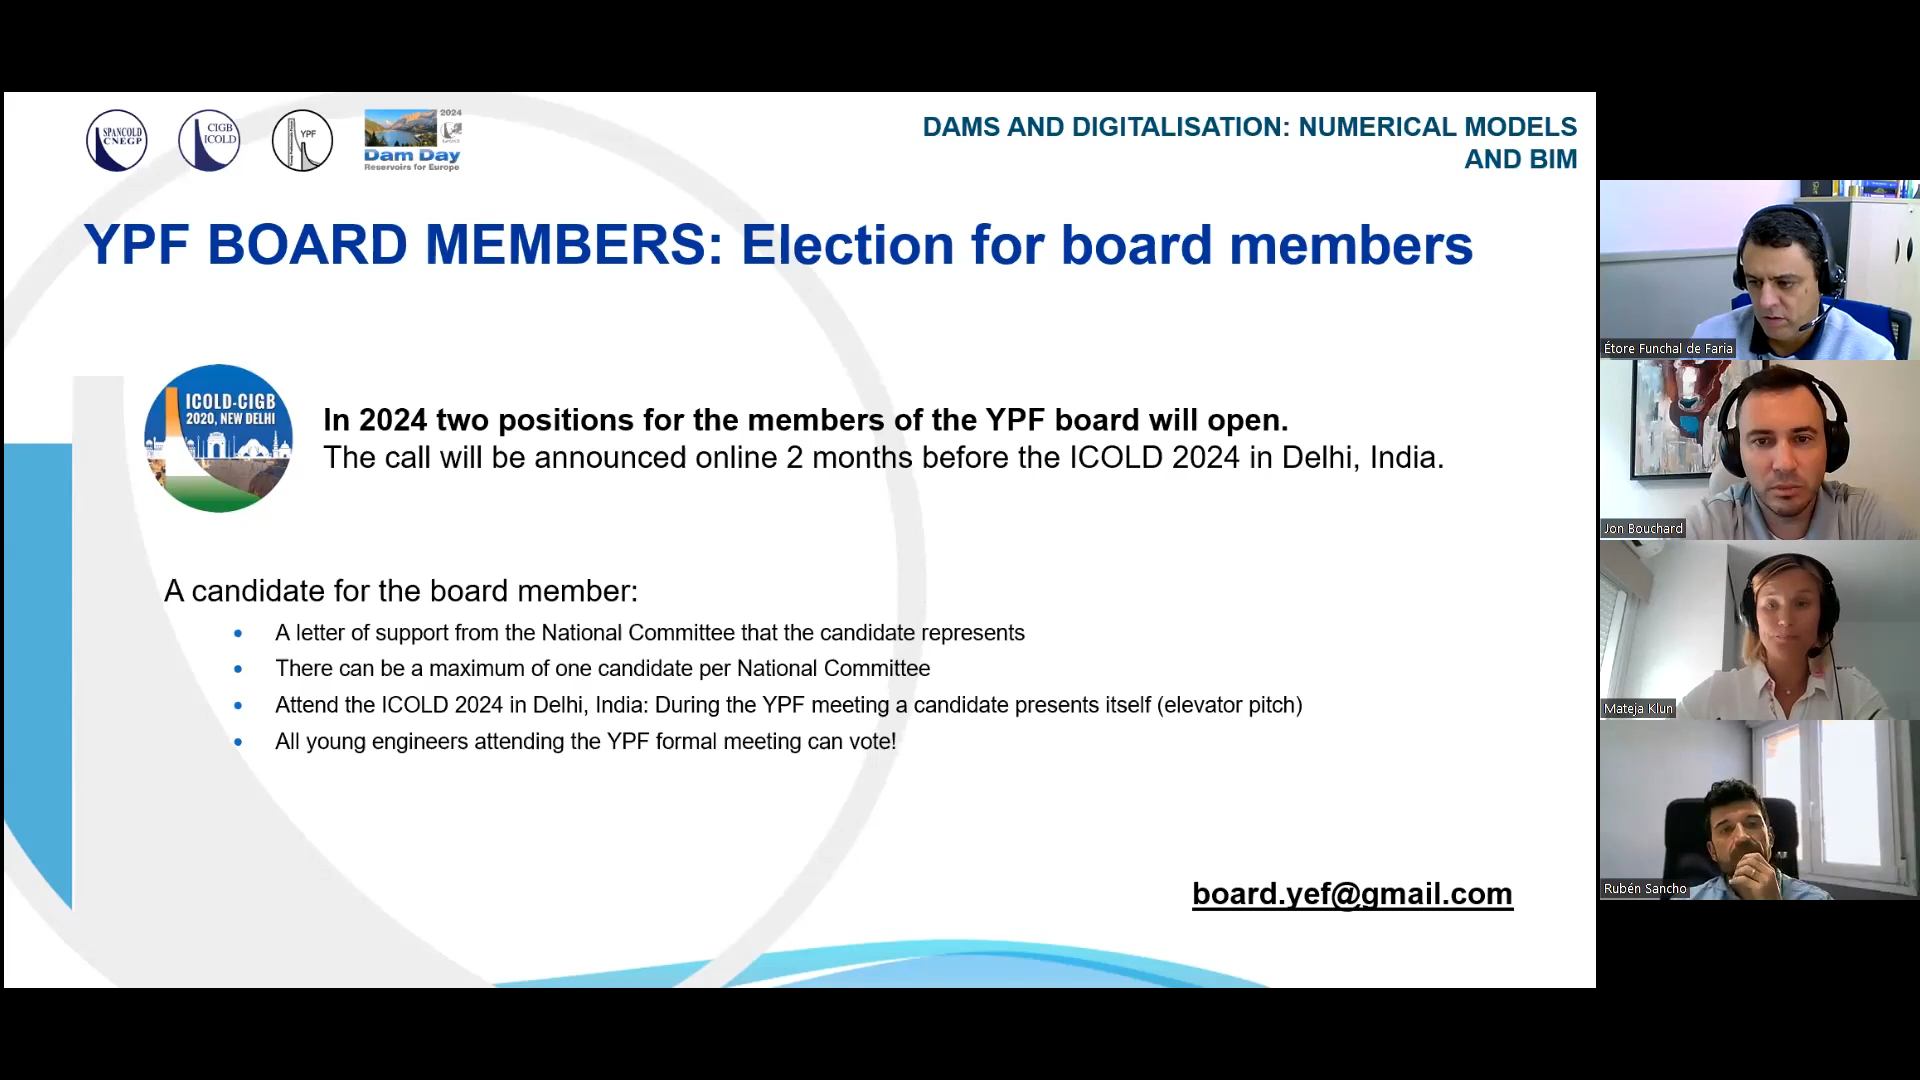 SPANCOLD
CNEGP
CIGB
ICOLD
YPF
2024
Dam Day
Reservoirs for Europe
DAMS AND DIGITALISATION: NUMERICAL MODELS
AND BIM
YPF BOARD MEMBERS: Election for board members
ICOLD-CIGB
2020, NEW DELHI
In 2024 two positions for the members of the YPF board will open.
The call will be announced online 2 months before the ICOLD 2024 in Delhi, India.
A candidate for the board member:
• A letter of support from the National Committee that the candidate represents
• There can be a maximum of one candidate per National Committee
• Attend the ICOLD 2024 in Delhi, India: During the YPF meeting a candidate presents itself (elevator pitch)
• All young engineers attending the YPF formal meeting can vote!
board.yef@gmail.com
Étore Funchal de Faria
Jon Bouchard
Mateja Klun
Rubén Sancho